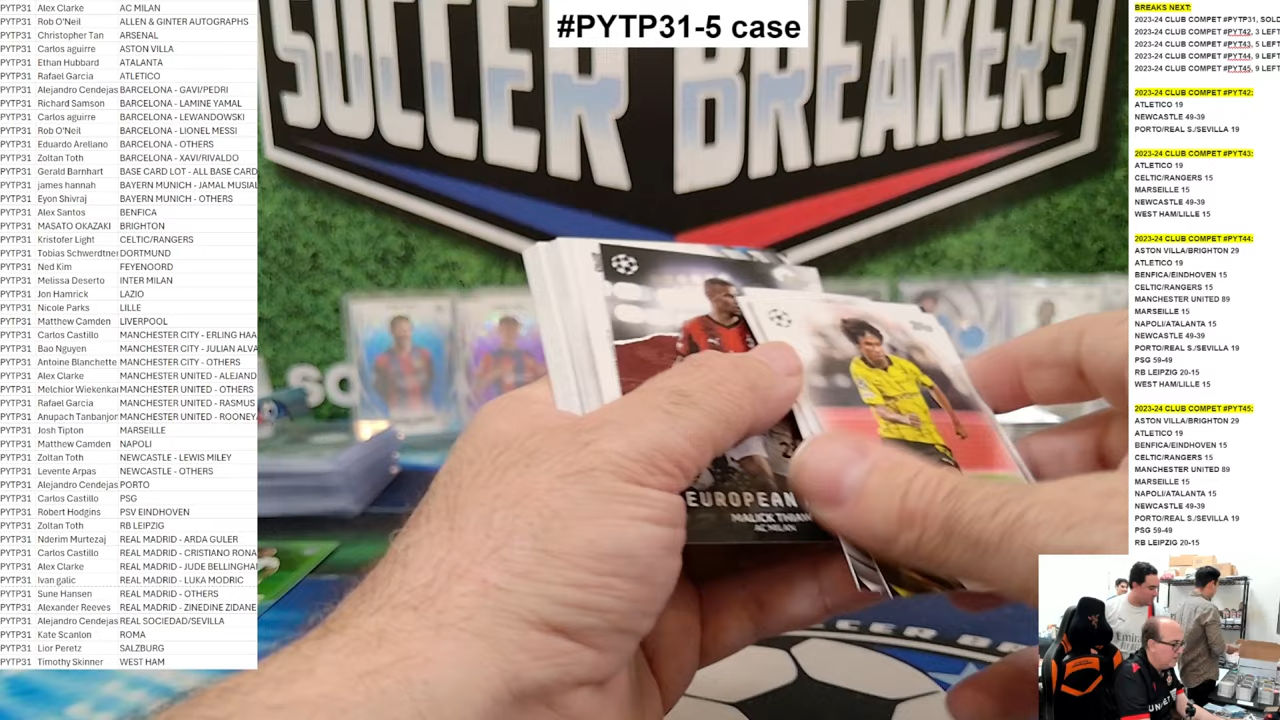 #PYTP31-5 case
SOCCER BREAKERS
PYTP31 Alex Clarke AC MILAN
PYTP31 Rob O'Neil ALLEN & GINTER AUTOGRAPHS
PYTP31 Christopher Tan ARSENAL
PYTP31 Carlos aguirre ASTON VILLA
PYTP31 Ethan Hubbard ATALANTA
PYTP31 Rafael Garcia ATLETICO
PYTP31 Alejandro Cendejas BARCELONA - GAVI/PEDRI
PYTP31 Richard Samson BARCELONA - LAMINE YAMAL
PYTP31 Carlos aguirre BARCELONA - LEWANDOWSKI
PYTP31 Rob O'Neil BARCELONA - LIONEL MESSI
PYTP31 Eduardo Arellano BARCELONA - OTHERS
PYTP31 Zoltan Toth BARCELONA - XAVI/RIVALDO
PYTP31 Gerald Barnhart BASE CARD LOT - ALL BASE CARD
PYTP31 james hannah BAYERN MUNICH - JAMAL MUSIAL
PYTP31 Eyon Shivraj BAYERN MUNICH - OTHERS
PYTP31 Alex Santos BENFICA
PYTP31 MASATO OKAZAKI BRIGHTON
PYTP31 Kristofer Light CELTIC/RANGERS
PYTP31 Tobias Schwerdtner DORTMUND
PYTP31 Ned Kim FEYENOORD
PYTP31 Melissa Deserto INTER MILAN
PYTP31 Jon Hamrick LAZIO
PYTP31 Nicole Parks LILLE
PYTP31 Matthew Camden LIVERPOOL
PYTP31 Carlos Castillo MANCHESTER CITY - ERLING HAA
PYTP31 Bao Nguyen MANCHESTER CITY - JULIAN ALVA
PYTP31 Antoine Blanchette MANCHESTER CITY - OTHERS
PYTP31 Alex Clarke MANCHESTER UNITED - ALEJAND
PYTP31 Melchior Wiekenkar MANCHESTER UNITED - OTHERS
PYTP31 Rafael Garcia MANCHESTER UNITED - RASMUS
PYTP31 Anupach Tanbanjor MANCHESTER UNITED - ROONEY
PYTP31 Josh Tipton MARSEILLE
PYTP31 Matthew Camden NAPOLI
PYTP31 Zoltan Toth NEWCASTLE - LEWIS MILEY
PYTP31 Levente Arpas NEWCASTLE - OTHERS
PYTP31 Alejandro Cendejas PORTO
PYTP31 Carlos Castillo PSG
PYTP31 Robert Hodgins PSV EINDHOVEN
PYTP31 Zoltan Toth RB LEIPZIG
PYTP31 Nderim Murtezaj REAL MADRID - ARDA GULER
PYTP31 Carlos Castillo REAL MADRID - CRISTIANO RONA
PYTP31 Alex Clarke REAL MADRID - JUDE BELLINGHA
PYTP31 Ivan galic REAL MADRID - LUKA MODRIC
PYTP31 Sune Hansen REAL MADRID - OTHERS
PYTP31 Alexander Reeves REAL MADRID - ZINEDINE ZIDANE
PYTP31 Alejandro Cendejas REAL SOCIEDAD/SEVILLA
PYTP31 Kate Scanlon ROMA
PYTP31 Lior Peretz SALZBURG
PYTP31 Timothy Skinner WEST HAM
EUROPEAN
MALICK THIAW
AC MILAN
BREAKS NEXT:
2023-24 CLUB COMPET #PYTP31, SOLD
2023-24 CLUB COMPET #PYT42, 3 LEFT
2023-24 CLUB COMPET #PYT43, 5 LEFT
2023-24 CLUB COMPET #PYT44, 9 LEFT
2023-24 CLUB COMPET #PYT45, 9 LEFT
2023-24 CLUB COMPET #PYT42:
ATLETICO 19
NEWCASTLE 49-39
PORTO/REAL S./SEVILLA 19
2023-24 CLUB COMPET #PYT43:
ATLETICO 19
CELTIC/RANGERS 15
MARSEILLE 15
NEWCASTLE 49-39
WEST HAM/LILLE 15
2023-24 CLUB COMPET #PYT44:
ASTON VILLA/BRIGHTON 29
ATLETICO 19
BENFICA/EINDHOVEN 15
CELTIC/RANGERS 15
MANCHESTER UNITED 89
MARSEILLE 15
NAPOLI/ATALANTA 15
NEWCASTLE 49-39
PORTO/REAL S./SEVILLA 19
PSG 59-49
RB LEIPZIG 20-15
WEST HAM/LILLE 15
2023-24 CLUB COMPET #PYT45:
ASTON VILLA/BRIGHTON 29
ATLETICO 19
BENFICA/EINDHOVEN 15
CELTIC/RANGERS 15
MANCHESTER UNITED 89
MARSEILLE 15
NAPOLI/ATALANTA 15
NEWCASTLE 49-39
PORTO/REAL S./SEVILLA 19
PSG 59-49
RB LEIPZIG 20-15